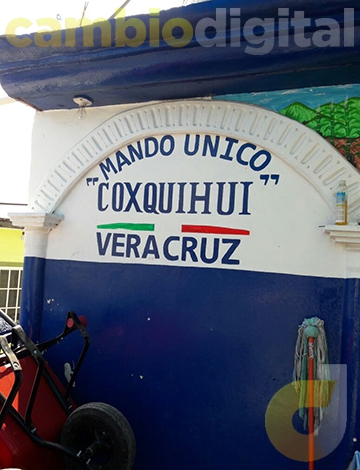 cambiodigital
"MANDO UNICO
COXQUIHUI"
VERACRUZ